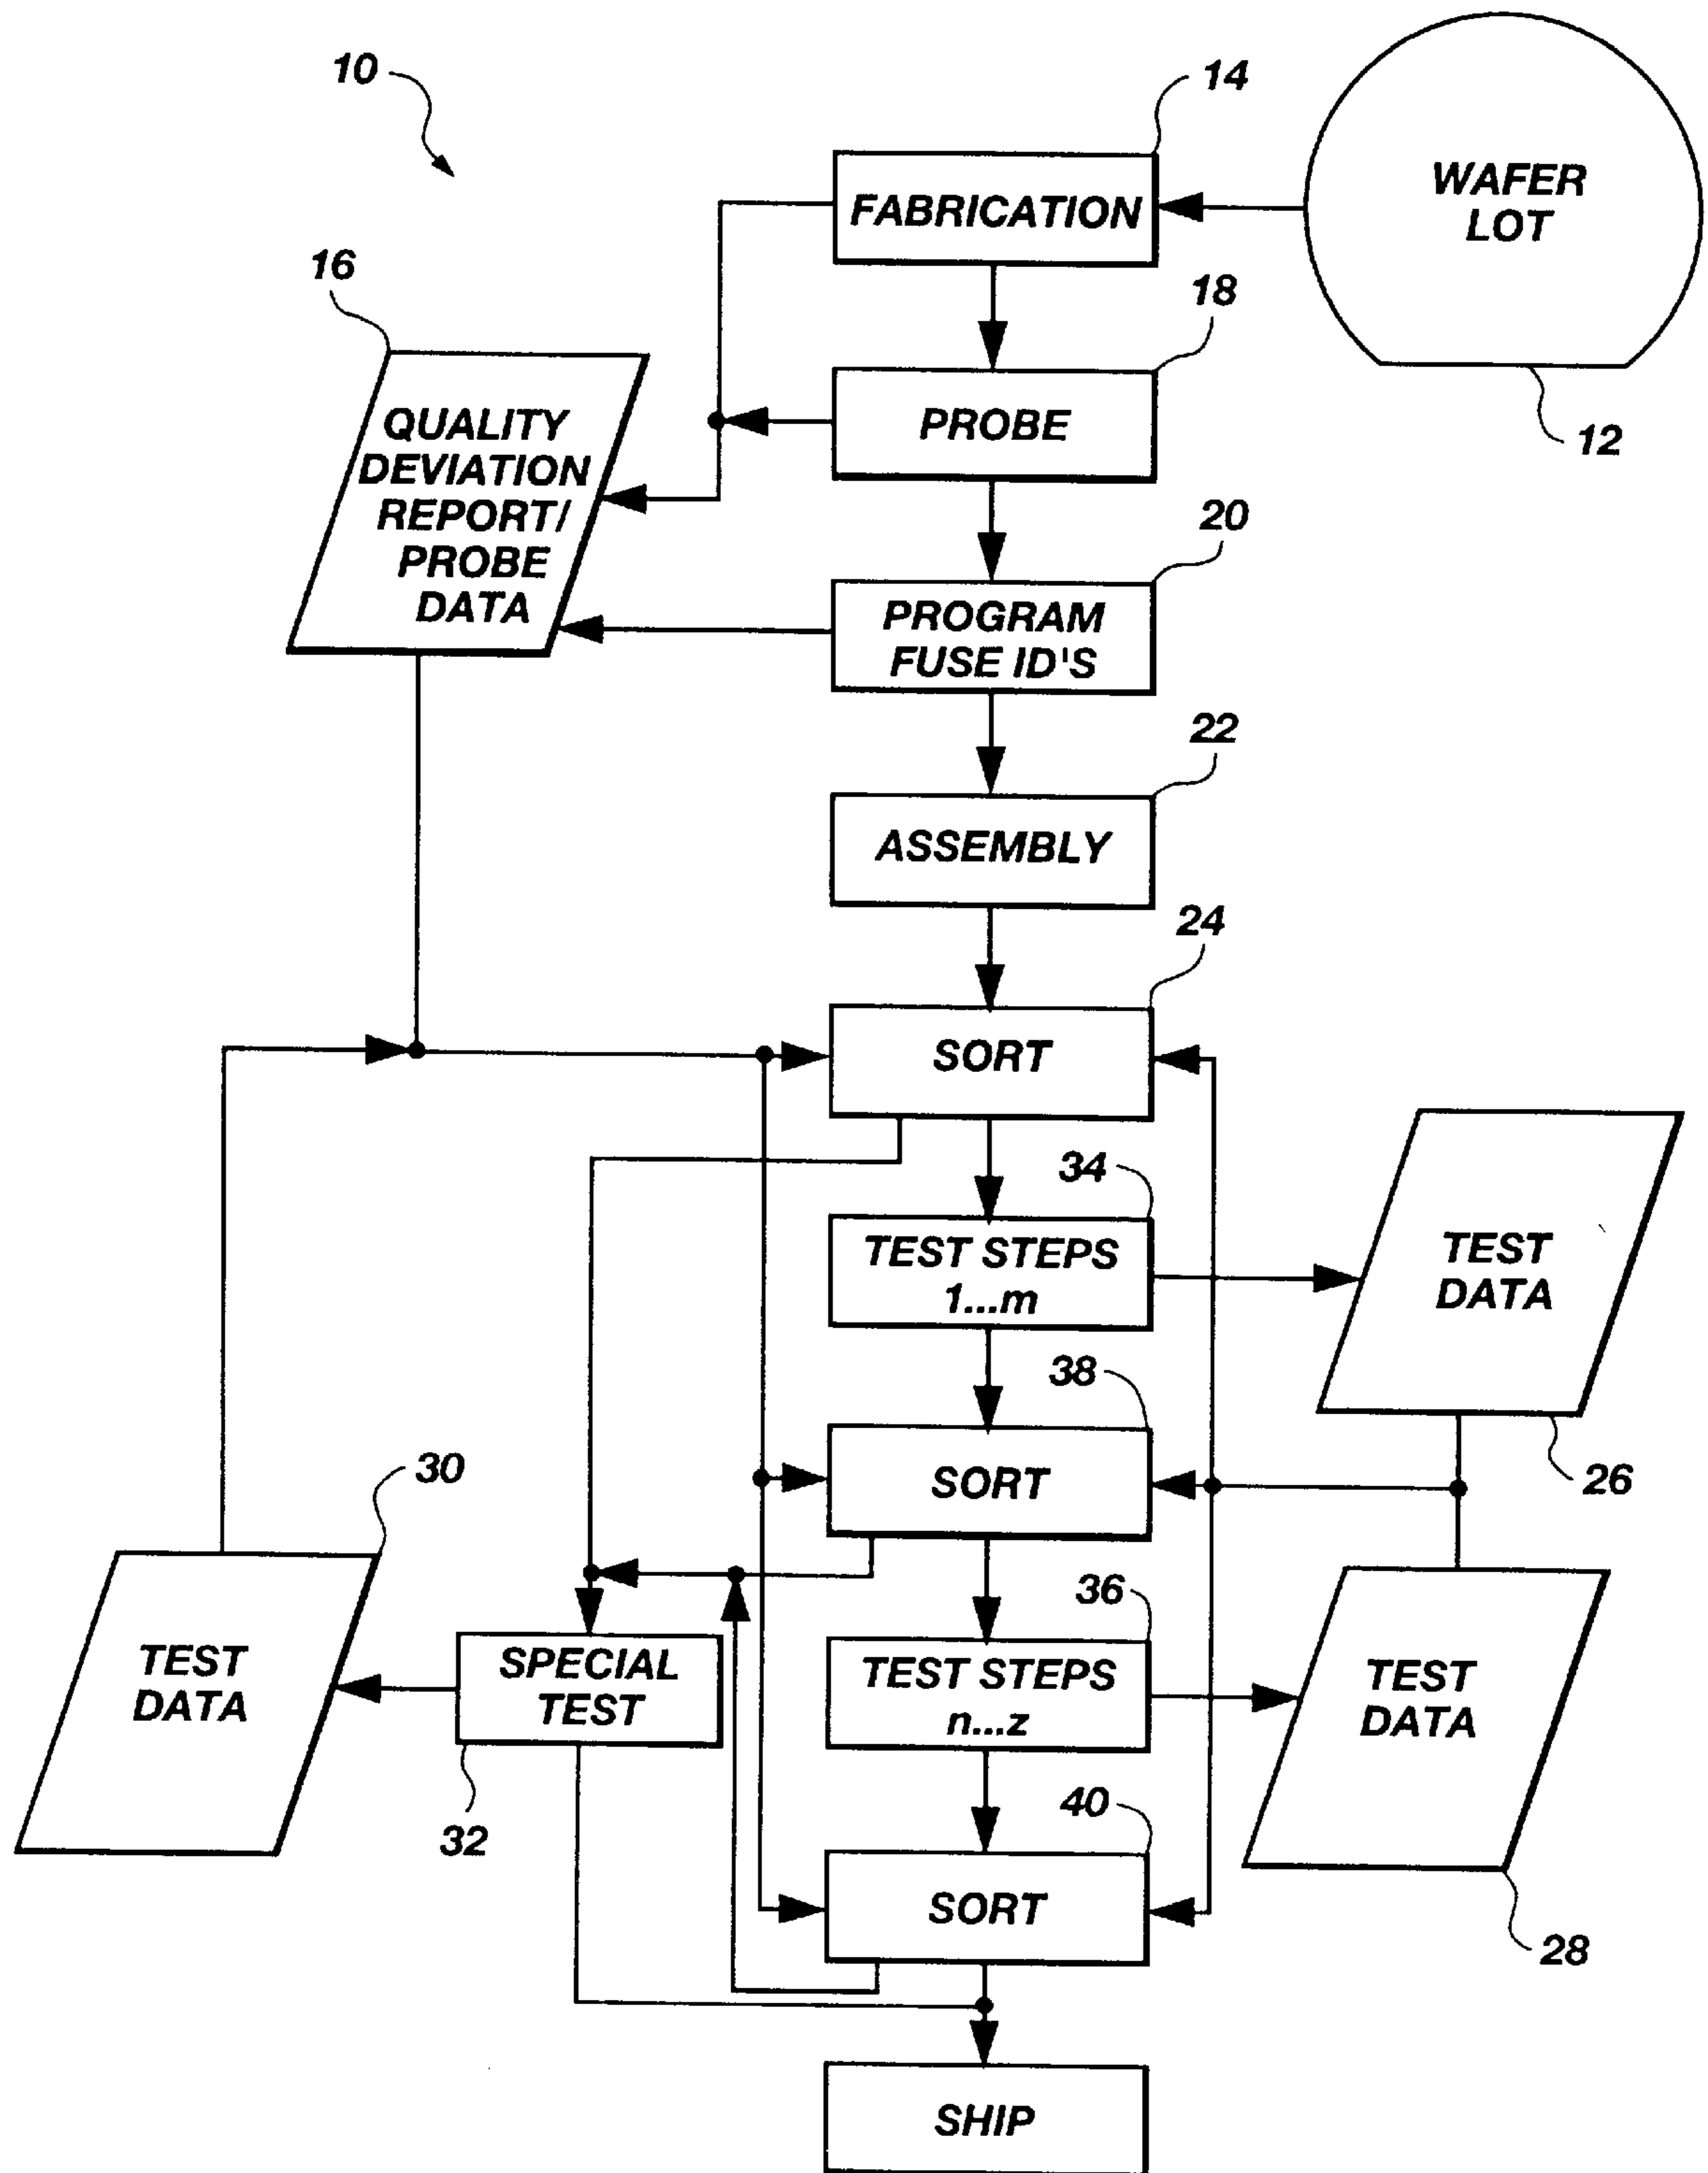 10
14
WAFER
LOT
FABRICATION
16
18
12
QUALITY
DEVIATION
REPORT/
PROBE
DATA
PROBE
20
PROGRAM
FUSE ID'S
22
ASSEMBLY
24
SORT
34
TEST STEPS
1...m
TEST
DATA
38
SORT
26
30
36
TEST
DATA
SPECIAL
TEST
TEST STEPS
n...z
TEST
DATA
32
40
SORT
28
SHIP